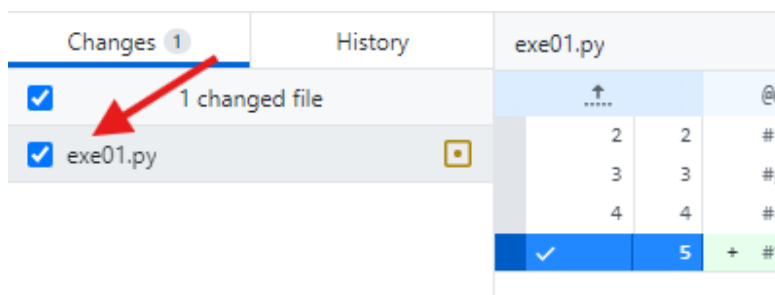 Changes 1 History exe01.py
1 changed file
exe01.py
2 2 #
3 3 #
4 4 #
5 + #